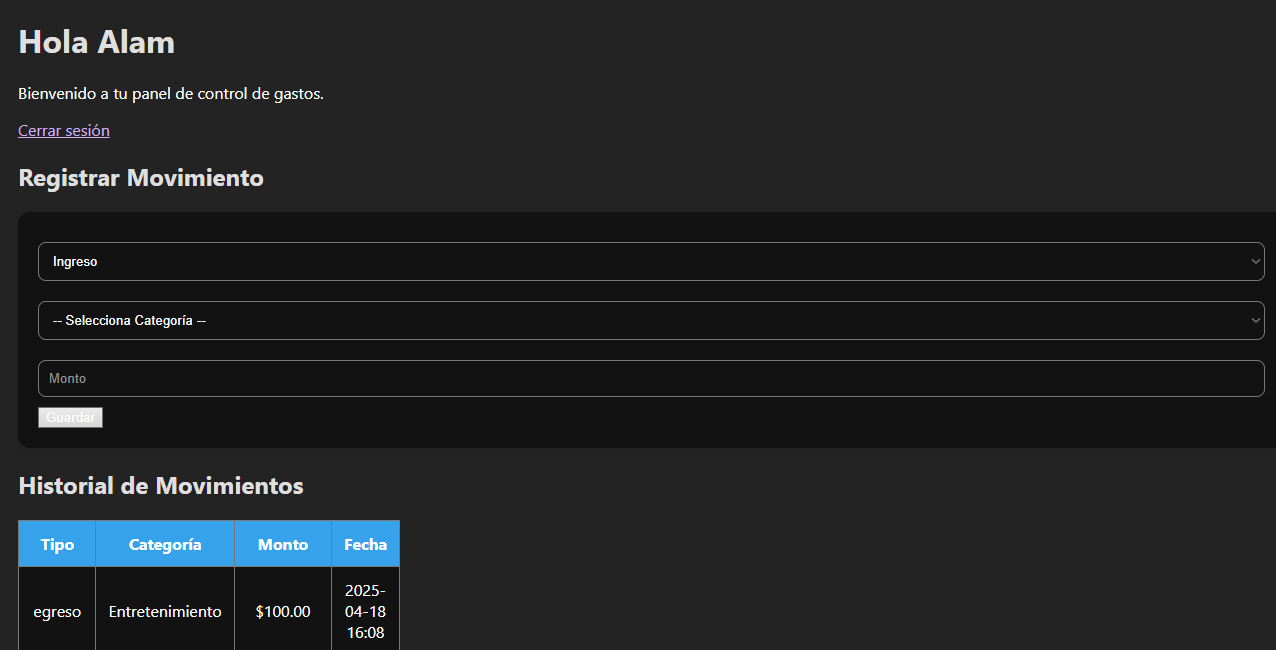 Hola Alam
Bienvenido a tu panel de control de gastos.
Cerrar sesión
Registrar Movimiento
Ingreso
-- Selecciona Categoría --
Monto
Guardar
Historial de Movimientos
Tipo Categoría Monto Fecha
egreso Entretenimiento $100.00 2025-
04-18
16:08